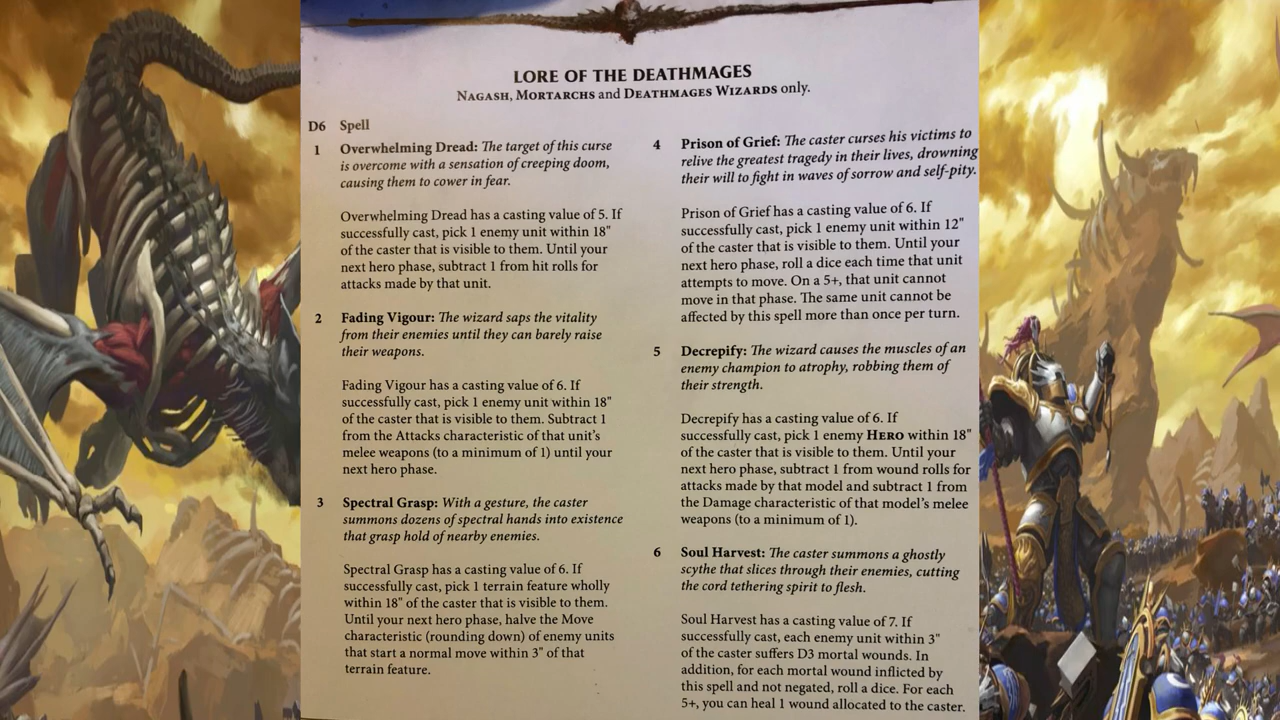 LORE OF THE DEATHMAGES
NAGASH, MORTARCHS and DEATHMAGES WIZARDS only.
D6 Spell
1 Overwhelming Dread: The target of this curse
is overcome with a sensation of creeping doom,
causing them to cower in fear.
Overwhelming Dread has a casting value of 5. If
successfully cast, pick 1 enemy unit within 18"
of the caster that is visible to them. Until your
next hero phase, subtract 1 from hit rolls for
attacks made by that unit.
2 Fading Vigour: The wizard saps the vitality
from their enemies until they can barely raise
their weapons.
Fading Vigour has a casting value of 6. If
successfully cast, pick 1 enemy unit within 18"
of the caster that is visible to them. Subtract 1
from the Attacks characteristic of that unit's
melee weapons (to a minimum of 1) until your
next hero phase.
3 Spectral Grasp: With a gesture, the caster
summons dozens of spectral hands into existence
that grasp hold of nearby enemies.
Spectral Grasp has a casting value of 6. If
successfully cast, pick 1 terrain feature wholly
within 18" of the caster that is visible to them.
Until your next hero phase, halve the Move
characteristic (rounding down) of enemy units
that start a normal move within 3" of that
terrain feature.
4 Prison of Grief: The caster curses his victims to
relive the greatest tragedy in their lives, drowning
their will to fight in waves of sorrow and self-pity.
Prison of Grief has a casting value of 6. If
successfully cast, pick 1 enemy unit within 12"
of the caster that is visible to them. Until your
next hero phase, roll a dice each time that unit
attempts to move. On a 5+, that unit cannot
move in that phase. The same unit cannot be
affected by this spell more than once per turn.
5 Decrepify: The wizard causes the muscles of an
enemy champion to atrophy, robbing them of
their strength.
Decrepify has a casting value of 6. If
successfully cast, pick 1 enemy HERO within 18"
of the caster that is visible to them. Until your
next hero phase, subtract 1 from wound rolls for
attacks made by that model and subtract 1 from
the Damage characteristic of that model's melee
weapons (to a minimum of 1).
6 Soul Harvest: The caster summons a ghostly
scythe that slices through their enemies, cutting
the cord tethering spirit to flesh.
Soul Harvest has a casting value of 7. If
successfully cast, each enemy unit within 3"
of the caster suffers D3 mortal wounds. In
addition, for each mortal wound inflicted by
this spell and not negated, roll a dice. For each
5+, you can heal 1 wound allocated to the caster.